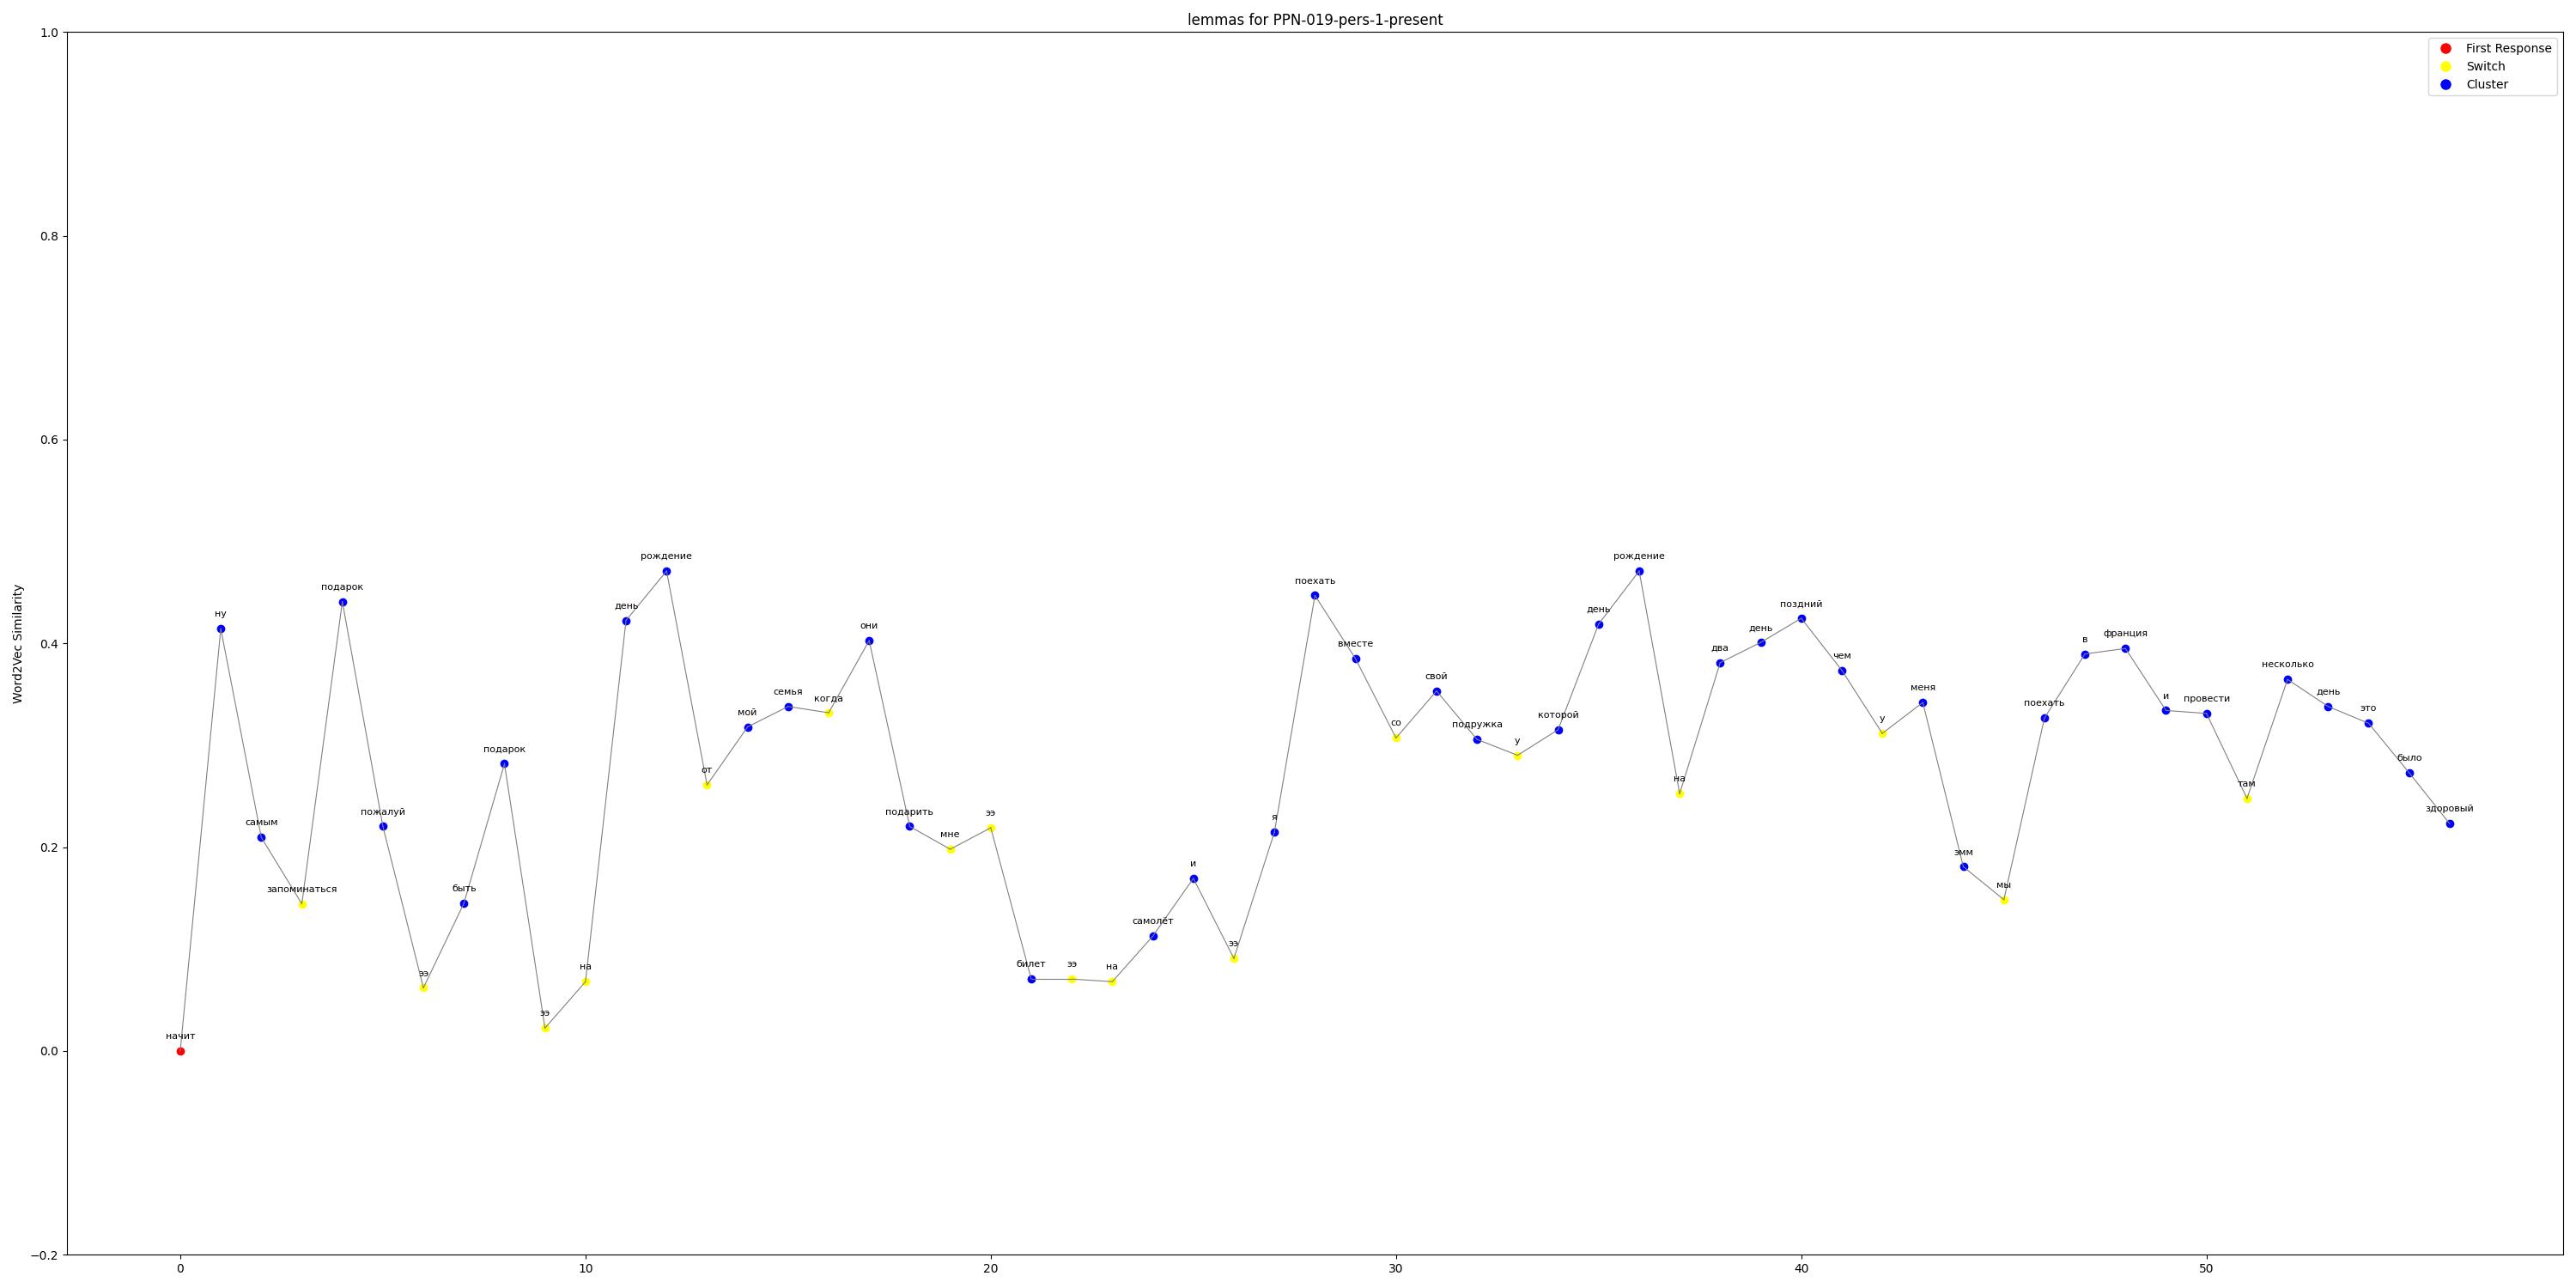 lemmas for PPN-019-pers-1-present
First Response
Switch
Cluster
Word2Vec Similarity
1.0
0.8
0.6
0.4
0.2
0.0
−0.2
начит
ну
самым
запоминаться
подарок
пожалуй
ээ
быть
подарок
ээ
на
день
рождение
от
мой
семья
когда
они
подарить
мне
ээ
билет
ээ
на
самолёт
и
ээ
я
поехать
вместе
со
свой
подружка
у
которой
день
рождение
на
два
день
поздний
чем
у
меня
эмм
мы
поехать
в
франция
и
провести
там
несколько
день
это
было
здоровый
0
10
20
30
40
50